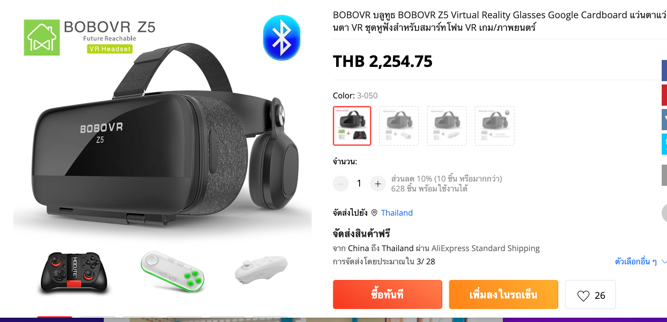 BOBOVR Z5
Future Reachable
VR Headset
BOBOVR
Z5
BOBOVR บลูทูธ BOBOVR Z5 Virtual Reality Glasses Google Cardboard แว่นตาแว่
นตา VR ชุดหูฟังสำหรับสมาร์ทโฟน VR เกม/ภาพยนตร์
THB 2,254.75
Color: 3-050
จำนวน:
1
ส่วนลด 10% (10 ชิ้น หรือมากกว่า)
628 ชิ้น พร้อมใช้งานได้
จัดส่งไปยัง Thailand
จัดส่งสินค้าฟรี
จาก China ถึง Thailand ผ่าน AliExpress Standard Shipping
การจัดส่งโดยประมาณใน 3/ 28
ตัวเลือกอื่น ๆ
ซื้อทันที
เพิ่มลงในรถเข็น
26